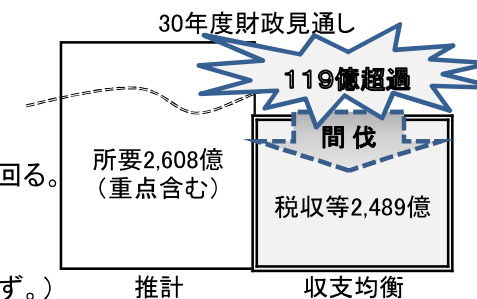 30年度財政見通し
119億超過
間伐
回る。
所要2,608億
（重点含む）
税収等2,489億
ず。）
推計
収支均衡